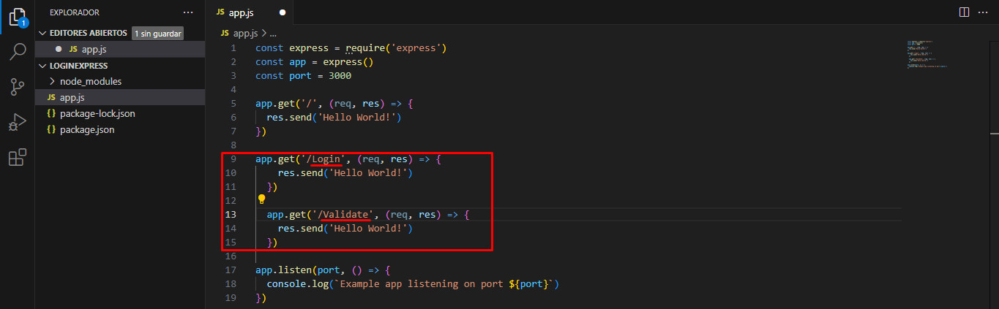 1
EXPLORADOR ...
EDITORES ABIERTOS 1 sin guardar
JS app.js
LOGINEXPRESS
node_modules
JS app.js
{} package-lock.json
{} package.json
JS app.js
JS app.js > ...
1 const express = require('express')
2 const app = express()
3 const port = 3000
4
5 app.get('/', (req, res) => {
6   res.send('Hello World!')
7 })
8
9 app.get('/Login', (req, res) => {
10     res.send('Hello World!')
11   })
12
13   app.get('/Validate', (req, res) => {
14     res.send('Hello World!')
15   })
16
17 app.listen(port, () => {
18   console.log(`Example app listening on port ${port}`)
19 })